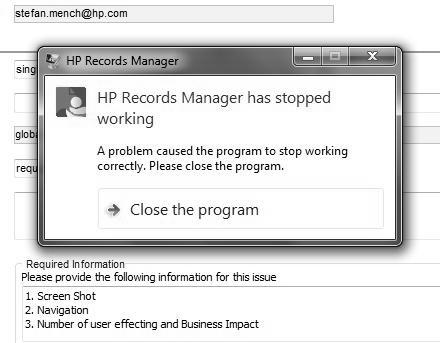 stefan.mench@hp.com
HP Records Manager
sing
HP Records Manager has stopped
working
globa
A problem caused the program to stop working
correctly. Please close the program.
requ
Close the program
Required Information
Please provide the following information for this issue
1. Screen Shot
2. Navigation
3. Number of user effecting and Business Impact